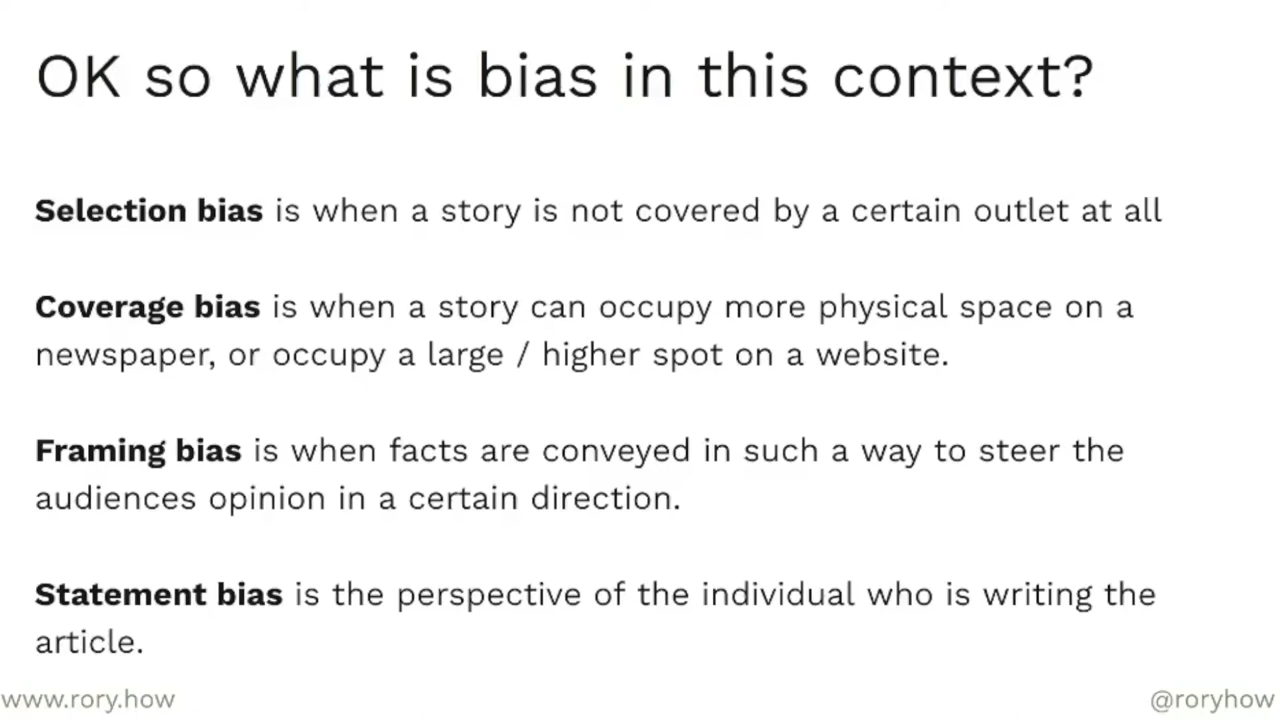 OK so what is bias in this context?
Selection bias is when a story is not covered by a certain outlet at all
Coverage bias is when a story can occupy more physical space on a
newspaper, or occupy a large / higher spot on a website.
Framing bias is when facts are conveyed in such a way to steer the
audiences opinion in a certain direction.
Statement bias is the perspective of the individual who is writing the
article.
www.rory.how
@roryhow